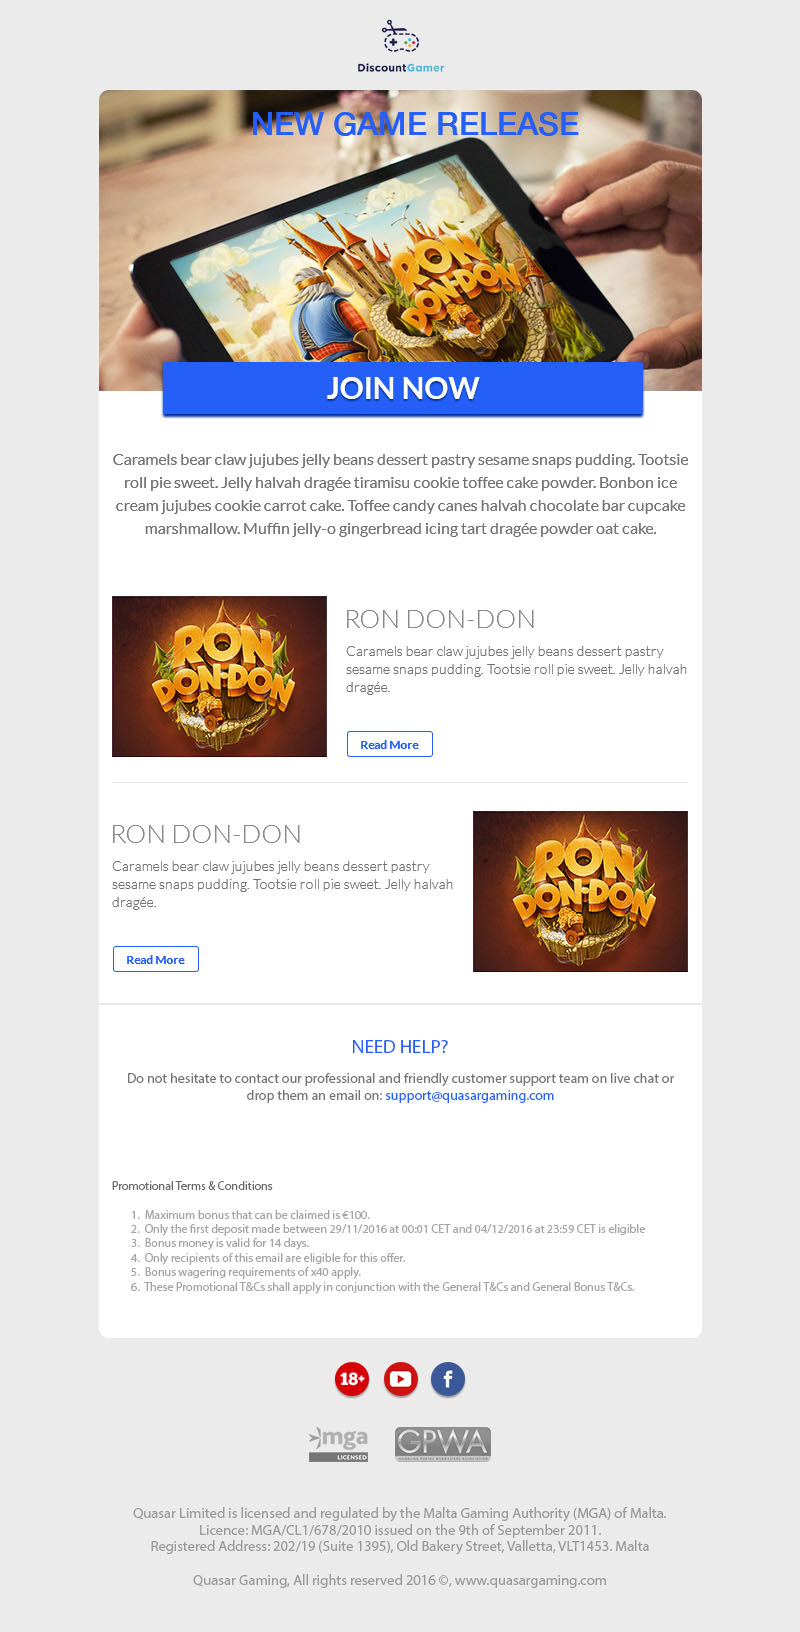 DiscountGamer
NEW GAME RELEASE
RON
DON-DON
JOIN NOW
Caramels bear claw jujubes jelly beans dessert pastry sesame snaps pudding. Tootsie
roll pie sweet. Jelly halvah dragée tiramisu cookie toffee cake powder. Bonbon ice
cream jujubes cookie carrot cake. Toffee candy canes halvah chocolate bar cupcake
marshmallow. Muffin jelly-o gingerbread icing tart dragée powder oat cake.
RON
DON-DON
RON DON-DON
Caramels bear claw jujubes jelly beans dessert pastry
sesame snaps pudding. Tootsie roll pie sweet. Jelly halvah
dragée.
Read More
RON DON-DON
Caramels bear claw jujubes jelly beans dessert pastry
sesame snaps pudding. Tootsie roll pie sweet. Jelly halvah
dragée.
Read More
RON
DON-DON
NEED HELP?
Do not hesitate to contact our professional and friendly customer support team on live chat or
drop them an email on: support@quasargaming.com
Promotional Terms & Conditions
1. Maximum bonus that can be claimed is €100.
2. Only the first deposit made between 29/11/2016 at 00:01 CET and 04/12/2016 at 23:59 CET is eligible
3. Bonus money is valid for 14 days.
4. Only recipients of this email are eligible for this offer.
5. Bonus wagering requirements of x40 apply.
6. These Promotional T&Cs shall apply in conjunction with the General T&Cs and General Bonus T&Cs.
18+
f
mga
LICENSED
GPWA
Quasar Limited is licensed and regulated by the Malta Gaming Authority (MGA) of Malta.
Licence: MGA/CL1/678/2010 issued on the 9th of September 2011.
Registered Address: 202/19 (Suite 1395), Old Bakery Street, Valletta, VLT1453. Malta
Quasar Gaming, All rights reserved 2016 ©, www.quasargaming.com